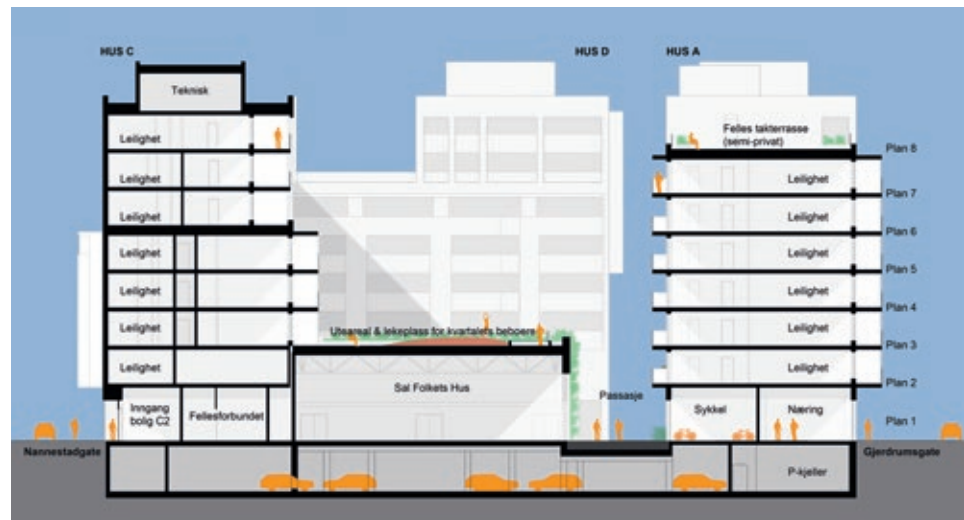 HUS C
HUS D
HUS A
Teknisk
Leilighet
Leilighet
Leilighet
Leilighet
Leilighet
Leilighet
Leilighet
Inngang
bolig C2
Fellesforbundet
Uteareal & lekeplass for kvartalets beboere
Sal Folkets Hus
Passasje
Felles takterrasse
(semi-privat)
Leilighet
Leilighet
Leilighet
Leilighet
Leilighet
Leilighet
Sykkel
Næring
Plan 8
Plan 7
Plan 6
Plan 5
Plan 4
Plan 3
Plan 2
Plan 1
Nannestadgate
Gjerdrumsgate
P-kjeller